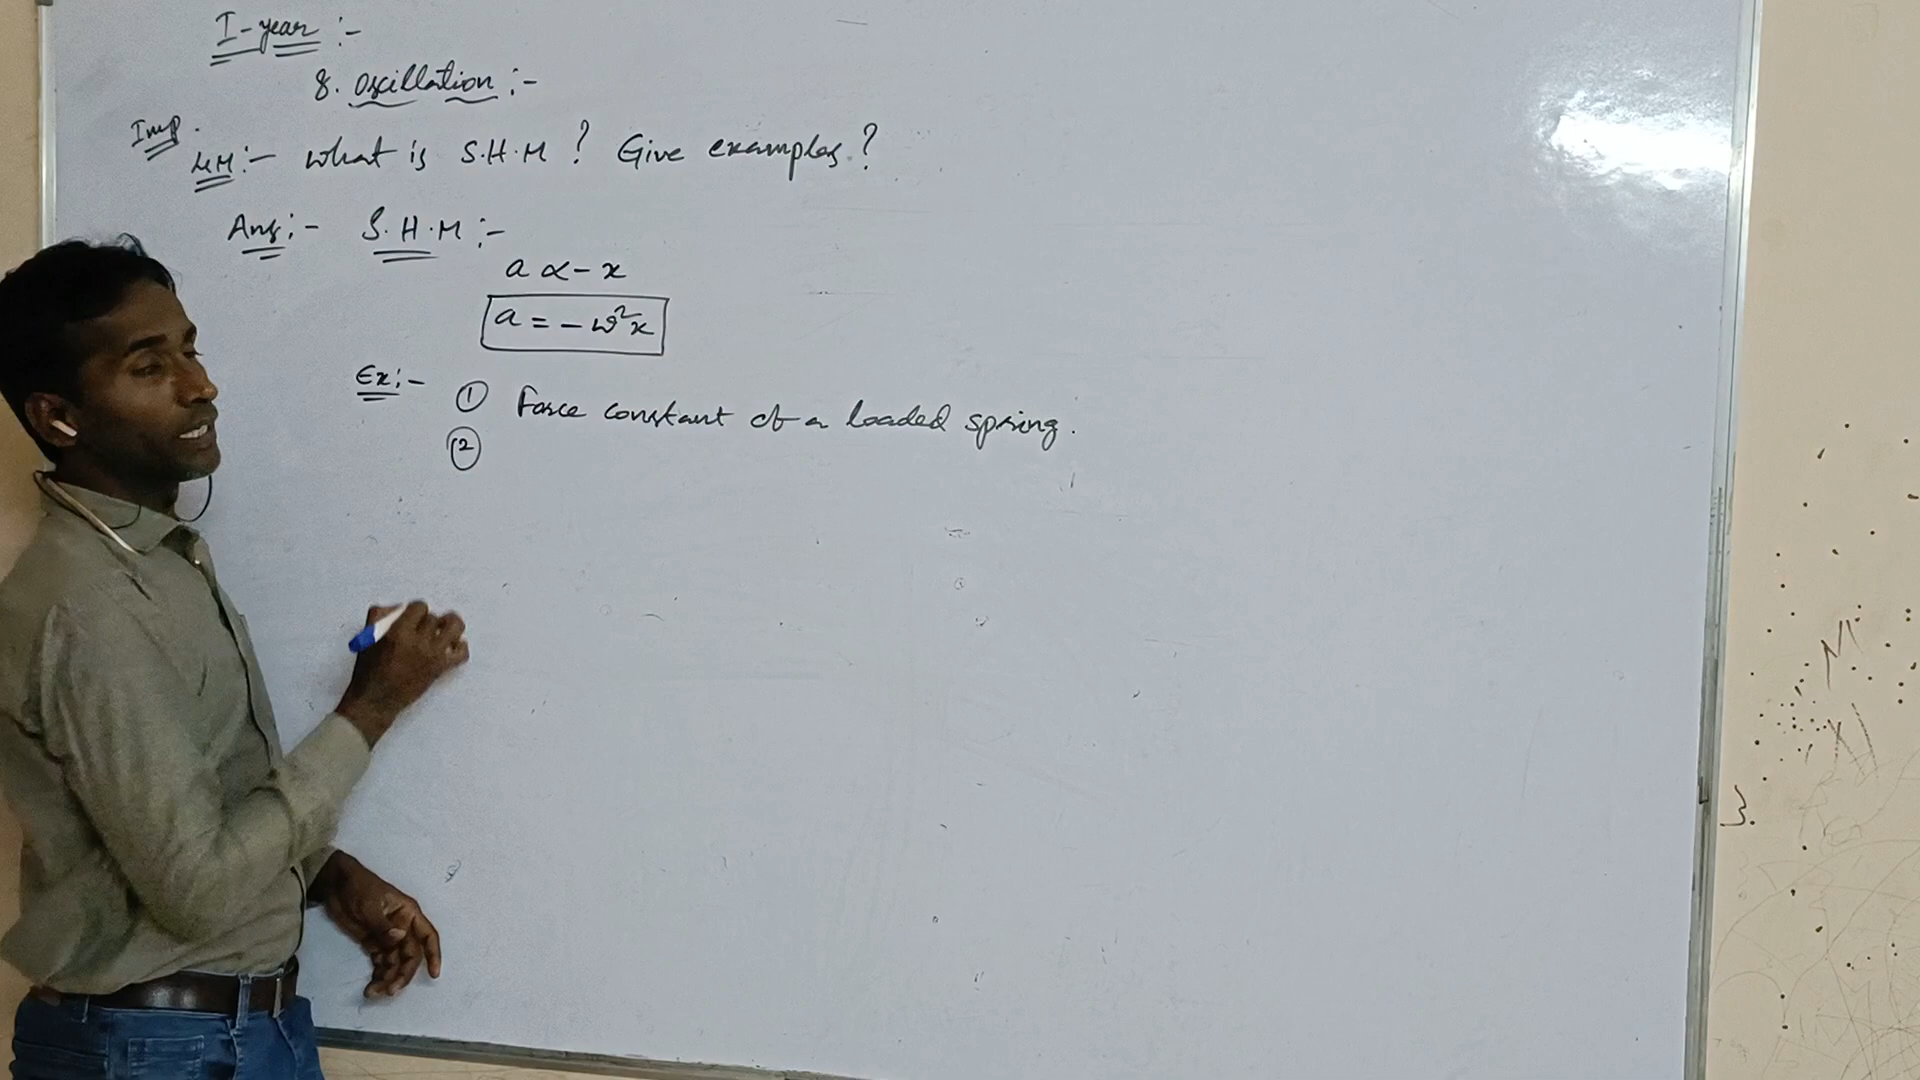 I-year :-
8. Oscillation :-
Imp.
4M :- What is S.H.M ? Give examples. ?
Ans :- S.H.M :-
a ∝ - x
a = - ω²x
Ex :- ① Force constant of a loaded spring.
②
3.